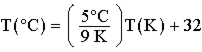 T(°C) = (5°C / 9 K) T(K) + 32